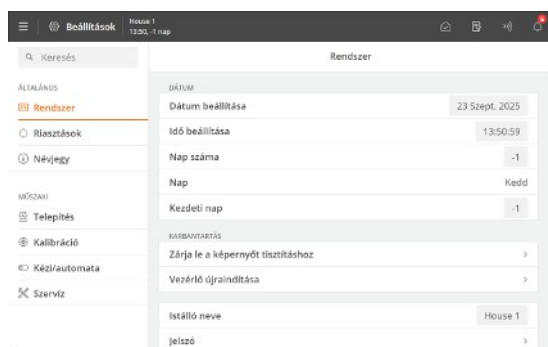 Beállítások
House 1
13:50, -1 nap
Keresés
ÁLTALÁNOS
Rendszer
Riasztások
Névjegy
MŰSZAKI
Telepítés
Kalibráció
Kézi/automata
Szervíz
Rendszer
DÁTUM
Dátum beállítása 23 Szept. 2025
Idő beállítása 13:50:59
Nap száma -1
Nap Kedd
Kezdeti nap -1
KARBANTARTÁS
Zárja le a képernyőt tisztításhoz
Vezérlő újraindítása
Istálló neve House 1
Jelszó